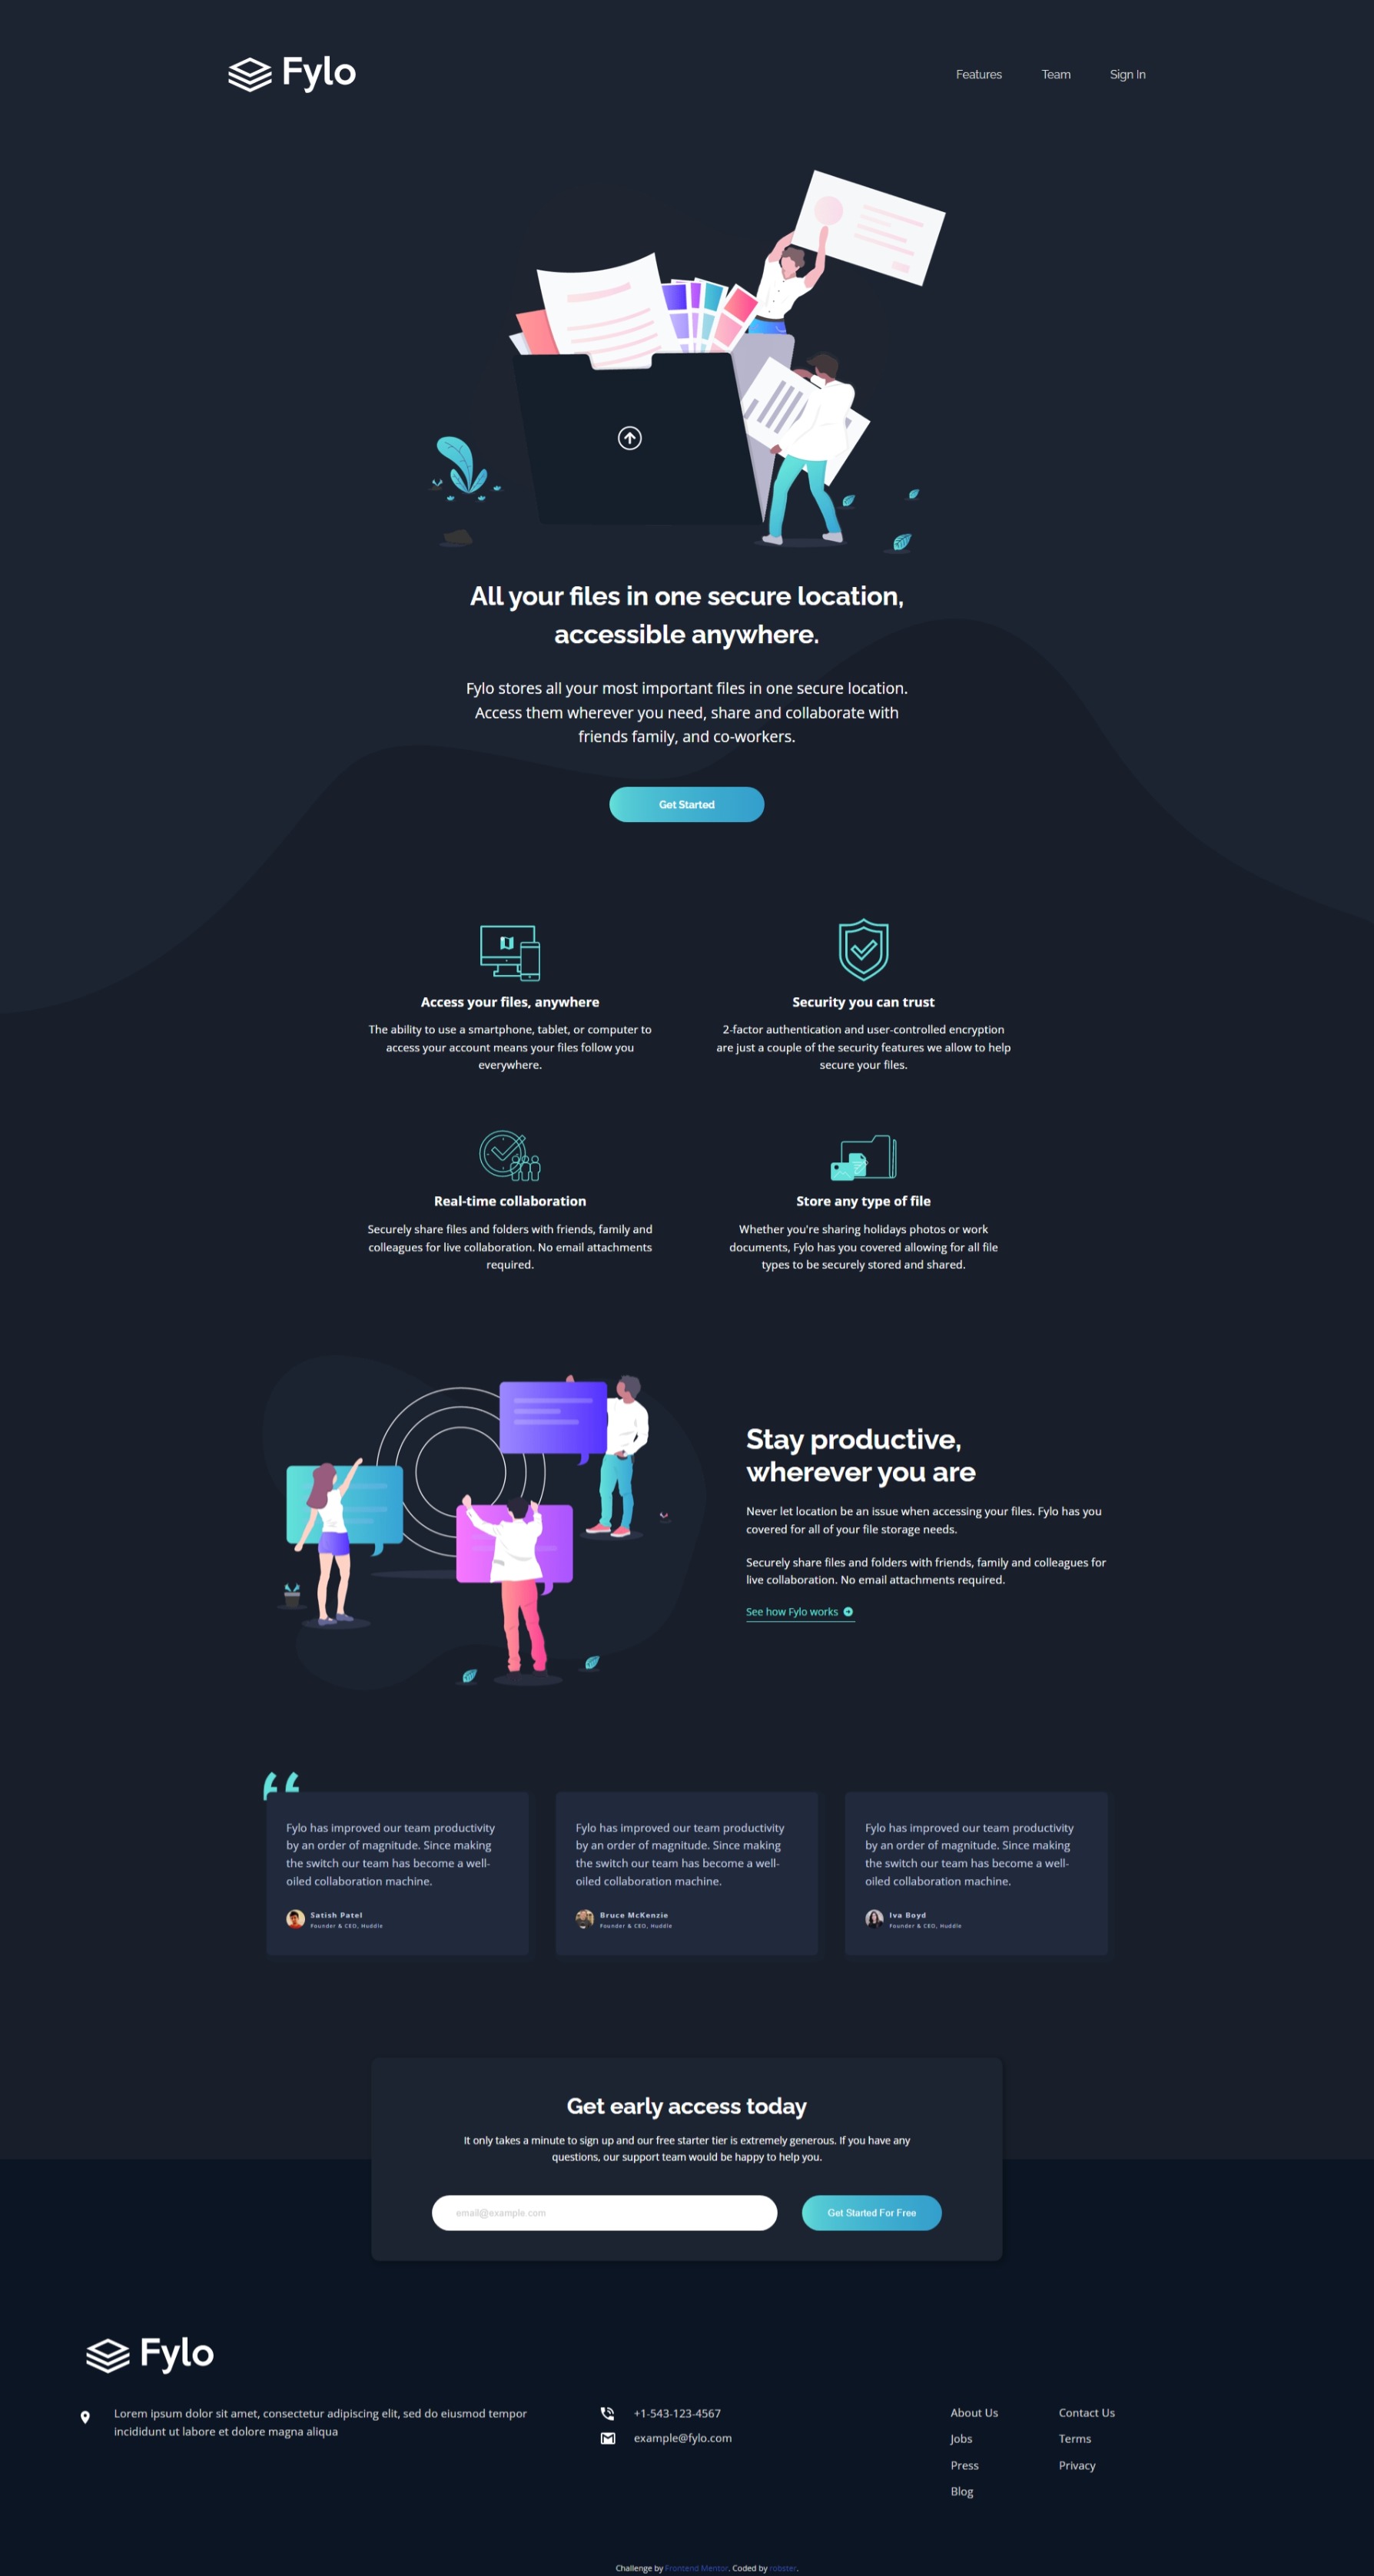 Fylo
Features
Team
Sign In
All your files in one secure location,
accessible anywhere.
Fylo stores all your most important files in one secure location.
Access them wherever you need, share and collaborate with
friends family, and co-workers.
Get Started
Access your files, anywhere
The ability to use a smartphone, tablet, or computer to
access your account means your files follow you
everywhere.
Security you can trust
2-factor authentication and user-controlled encryption
are just a couple of the security features we allow to help
secure your files.
Real-time collaboration
Securely share files and folders with friends, family and
colleagues for live collaboration. No email attachments
required.
Store any type of file
Whether you're sharing holidays photos or work
documents, Fylo has you covered allowing for all file
types to be securely stored and shared.
Stay productive,
wherever you are
Never let location be an issue when accessing your files. Fylo has you
covered for all of your file storage needs.
Securely share files and folders with friends, family and colleagues for
live collaboration. No email attachments required.
See how Fylo works
Fylo has improved our team productivity
by an order of magnitude. Since making
the switch our team has become a well-
oiled collaboration machine.
Satish Patel
Founder & CEO, Huddle
Fylo has improved our team productivity
by an order of magnitude. Since making
the switch our team has become a well-
oiled collaboration machine.
Bruce McKenzie
Founder & CEO, Huddle
Fylo has improved our team productivity
by an order of magnitude. Since making
the switch our team has become a well-
oiled collaboration machine.
Iva Boyd
Founder & CEO, Huddle
Get early access today
It only takes a minute to sign up and our free starter tier is extremely generous. If you have any
questions, our support team would be happy to help you.
email@example.com
Get Started For Free
Fylo
Lorem ipsum dolor sit amet, consectetur adipiscing elit, sed do eiusmod tempor
incididunt ut labore et dolore magna aliqua
+1-543-123-4567
example@fylo.com
About Us
Jobs
Press
Blog
Contact Us
Terms
Privacy
Challenge by Frontend Mentor. Coded by robster.